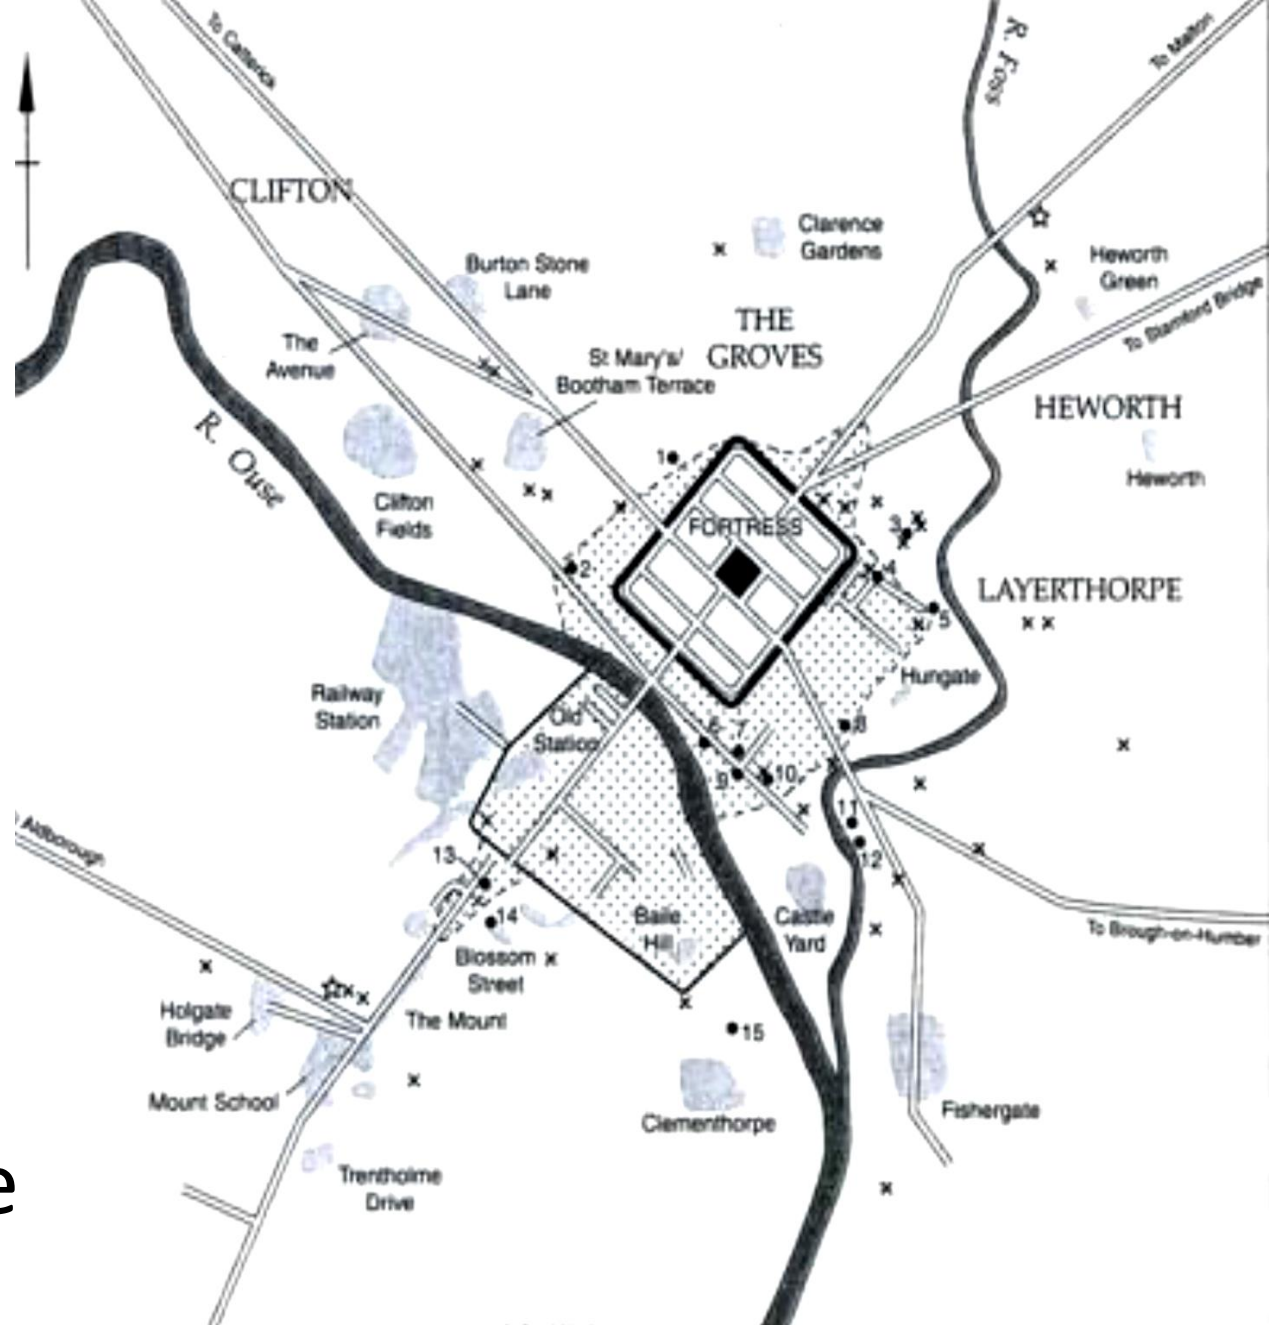 To Catterick
R. Foss
To Malton
CLIFTON
Clarence
Gardens
Burton Stone
Lane
Heworth
Green
To Stamford Bridge
THE
GROVES
The
Avenue
St Mary's/
Bootham Terrace
HEWORTH
R. Ouse
1
Heworth
Clifton
Fields
FORTRESS
3
2
4
LAYERTHORPE
5
Hungate
Railway
Station
Old
Station
6
7
8
9
10
11
Aldborough
13
12
14
Baile
Hill
Castle
Yard
To Brough-on-Humber
Blossom
Street
Holgate
Bridge
The Mount
15
Mount School
Clementhorpe
Fishergate
Trentholme
Drive
e